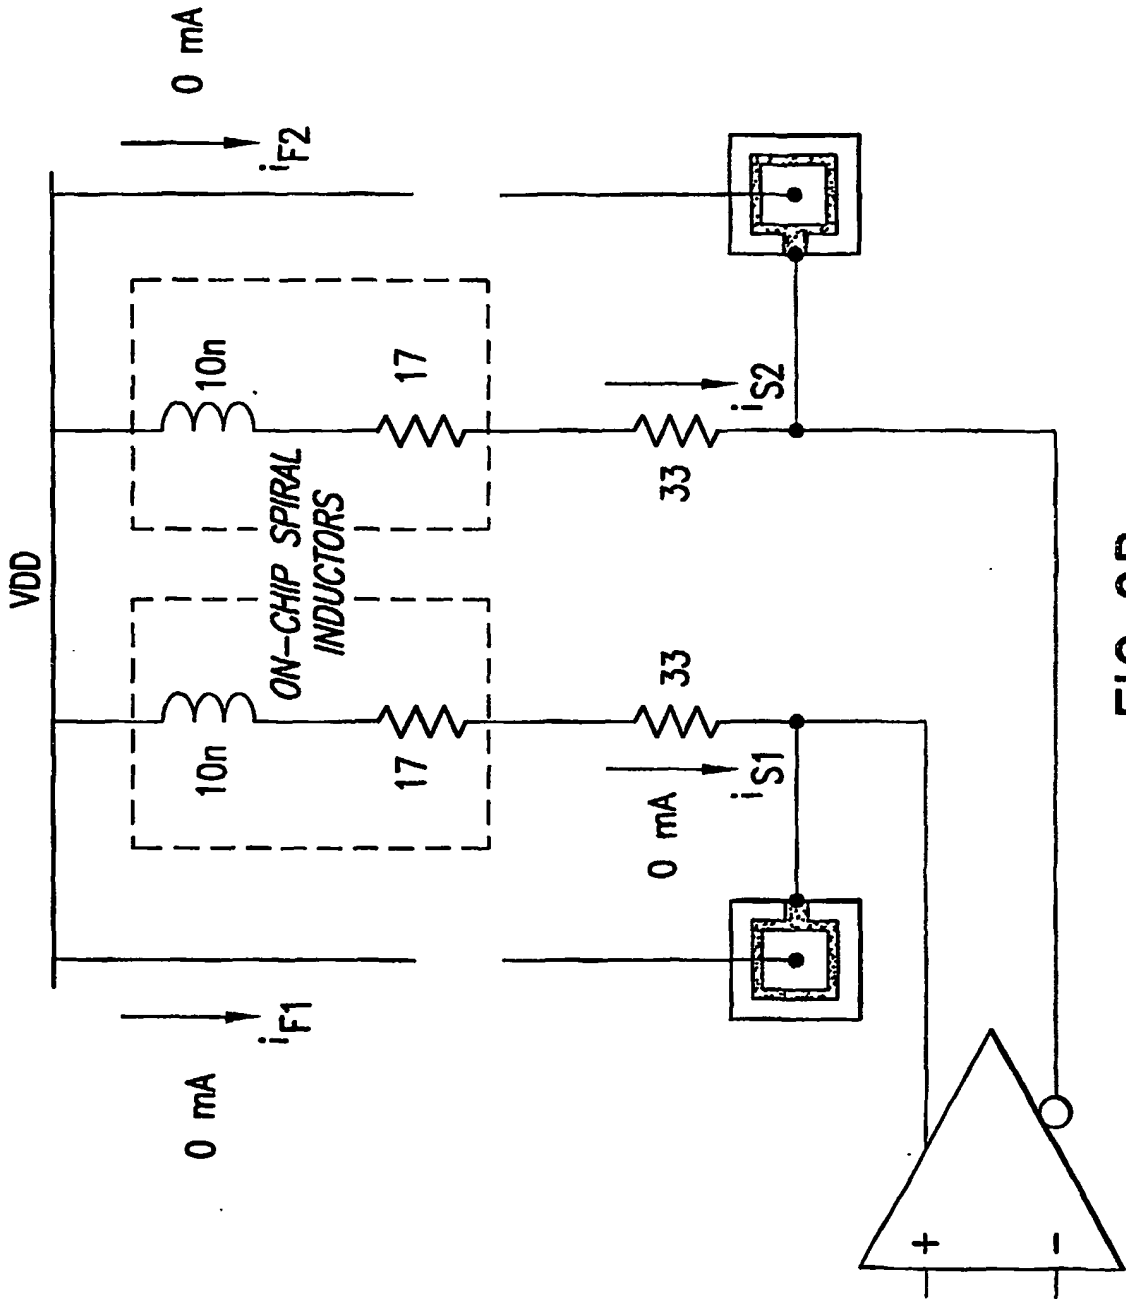 VDD
0 mA
iF1
0 mA
iF2
10n
17
10n
17
ON-CHIP SPIRAL
INDUCTORS
33
0 mA
iS1
33
iS2
+
-